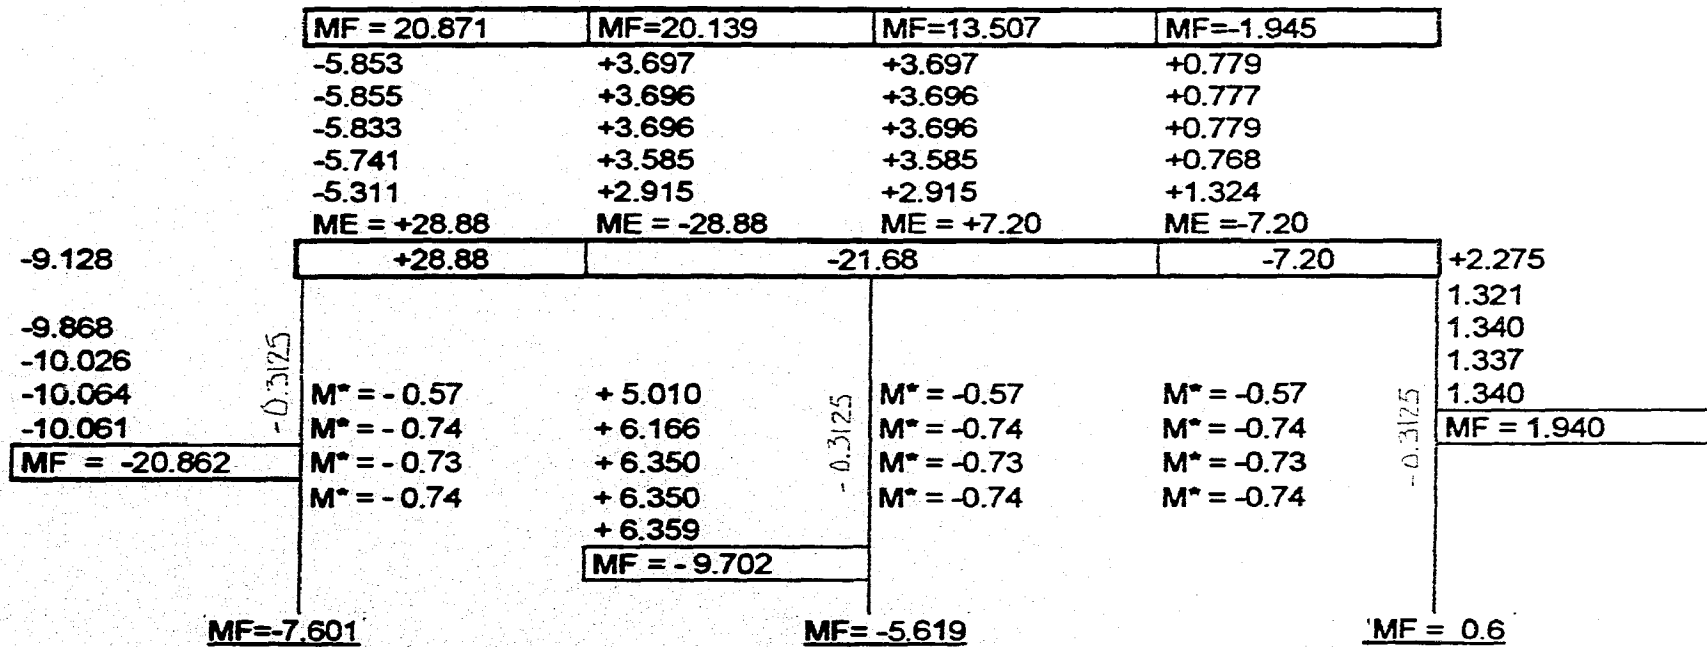 MF = 20.871 MF=20.139 MF=13.507 MF=-1.945
-5.853 +3.697 +3.697 +0.779
-5.855 +3.696 +3.696 +0.777
-5.833 +3.696 +3.696 +0.779
-5.741 +3.585 +3.585 +0.768
-5.311 +2.915 +2.915 +1.324
ME = +28.88 ME = -28.88 ME = +7.20 ME =-7.20
-9.128 +28.88 -21.68 -7.20 +2.275
1.321
-9.868 1.340
-10.026 1.337
-10.064 M* = - 0.57 + 5.010 M* = -0.57 M* = -0.57 1.340
-10.061 M* = - 0.74 + 6.166 M* = -0.74 M* = -0.74 MF = 1.940
MF = -20.862 M* = - 0.73 + 6.350 M* = -0.73 M* = -0.73
M* = - 0.74 + 6.350 M* = -0.74 M* = -0.74
+ 6.359
MF = - 9.702
-0.3125
-0.3125
-0.3125
MF=-7.601 MF= -5.619 'MF = 0.6